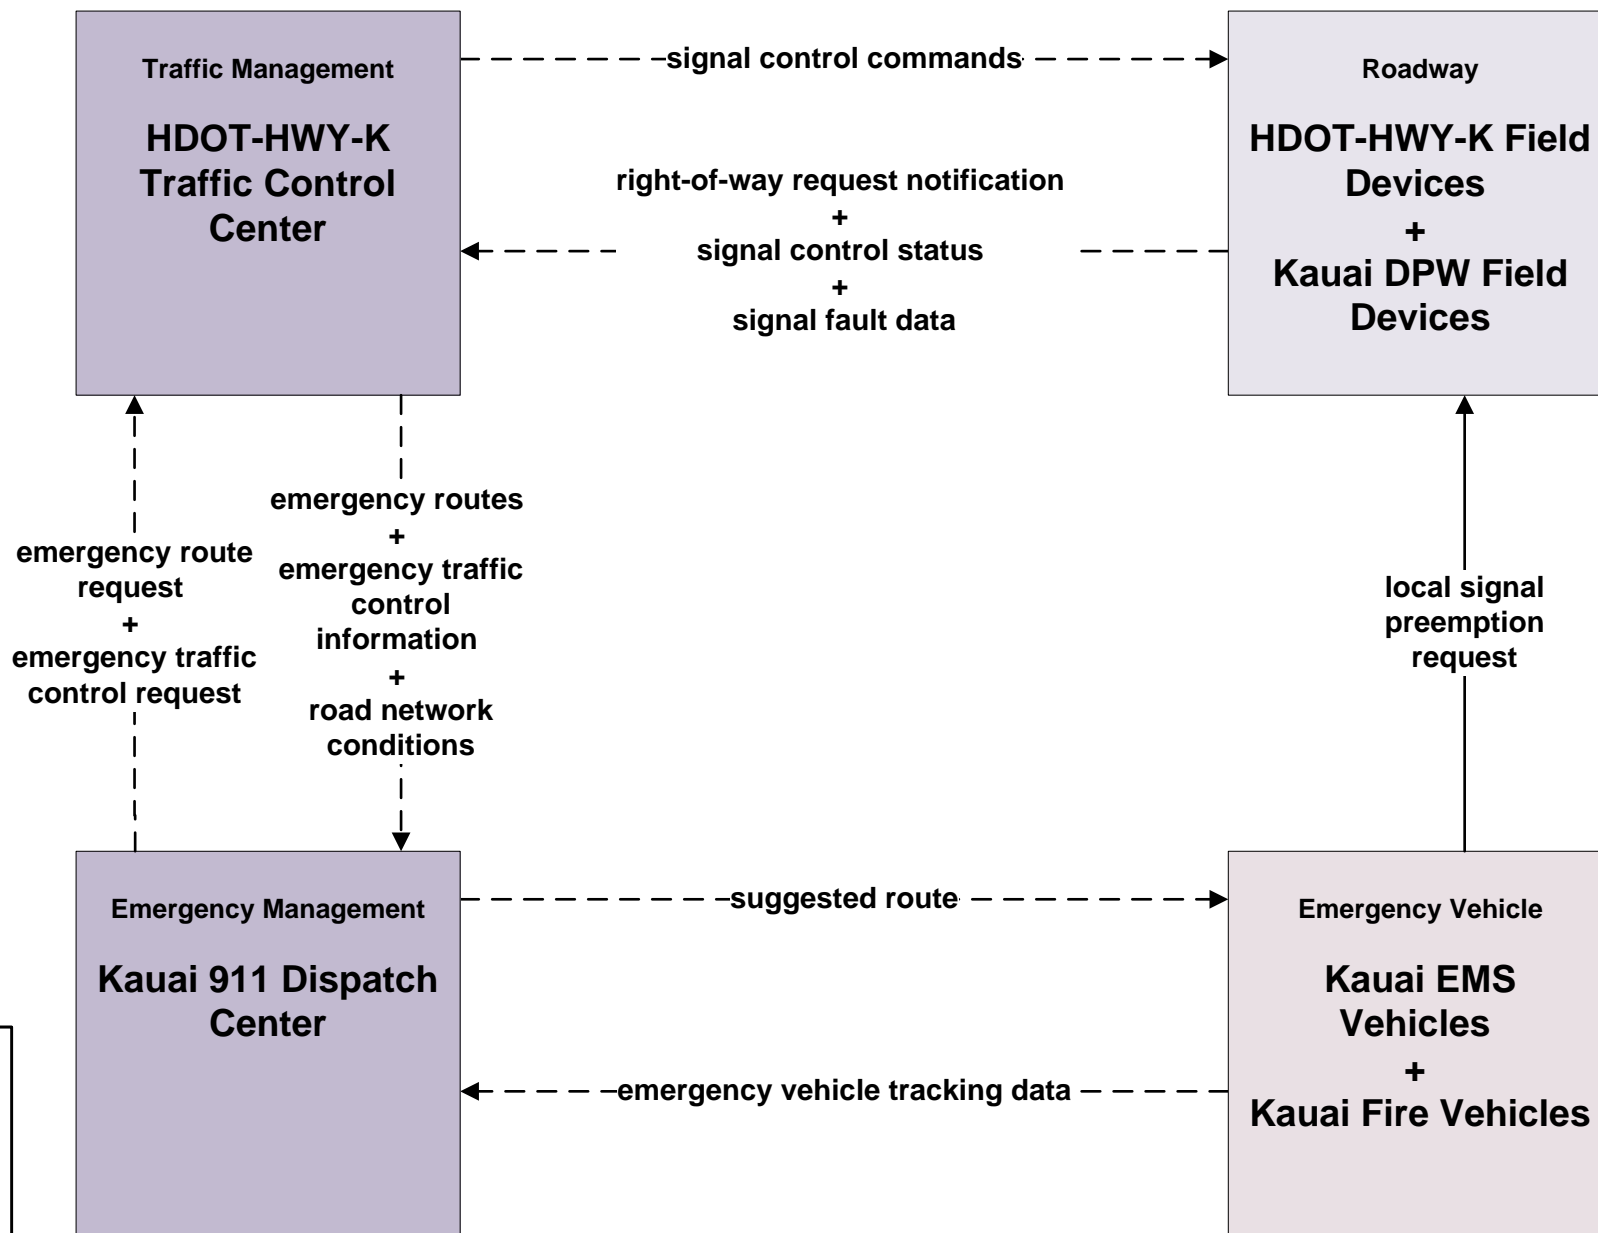 Traffic Management
HDOT-HWY-K
Traffic Control
Center
signal control commands
Roadway
HDOT-HWY-K Field
Devices
+
Kauai DPW Field
Devices
right-of-way request notification
+
signal control status
+
signal fault data
emergency route
request
+
emergency traffic
control request
emergency routes
+
emergency traffic
control
information
+
road network
conditions
local signal
preemption
request
Emergency Management
Kauai 911 Dispatch
Center
suggested route
emergency vehicle tracking data
Emergency Vehicle
Kauai EMS
Vehicles
+
Kauai Fire Vehicles